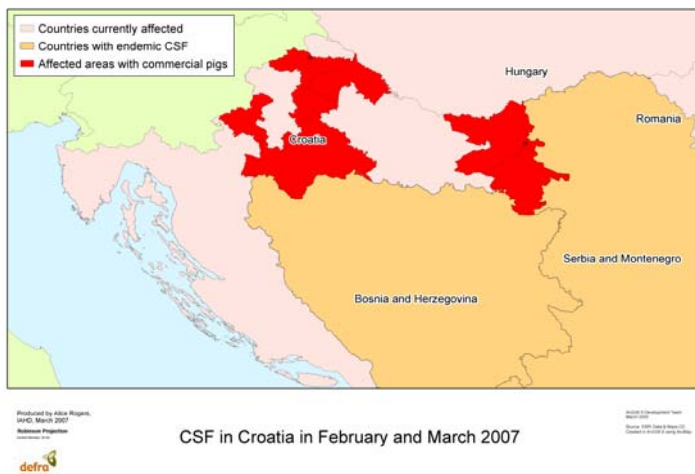 Countries currently affected
Countries with endemic CSF
Affected areas with commercial pigs
Hungary
Romania
Croatia
Serbia and Montenegro
Bosnia and Herzegovina
Produced by Alice Rogers,
IAHD, March 2007
Robinson Projection
CSF in Croatia in February and March 2007
defra